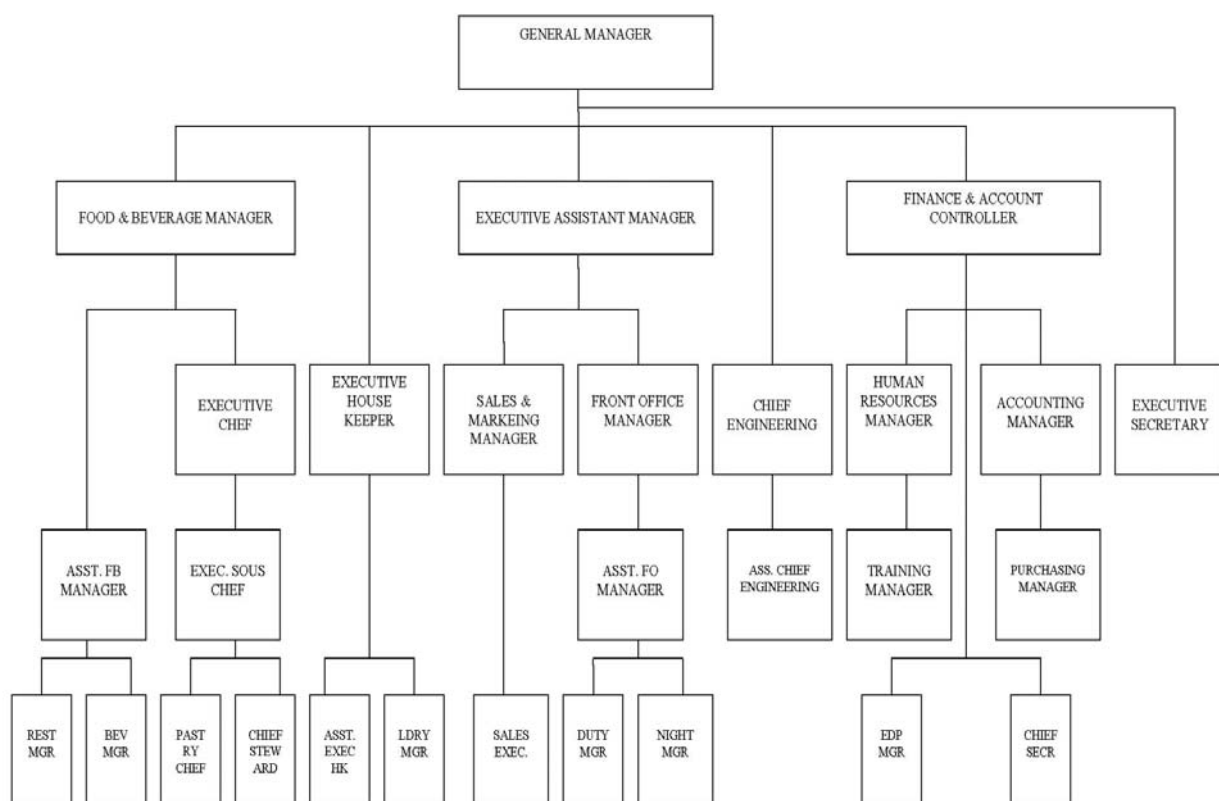 GENERAL MANAGER
FOOD & BEVERAGE MANAGER
EXECUTIVE ASSISTANT MANAGER
FINANCE & ACCOUNT
CONTROLLER
EXECUTIVE
CHEF
EXECUTIVE
HOUSE
KEEPER
SALES &
MARKEING
MANAGER
FRONT OFFICE
MANAGER
CHIEF
ENGINEERING
HUMAN
RESOURCES
MANAGER
ACCOUNTING
MANAGER
EXECUTIVE
SECRETARY
ASST. FB
MANAGER
EXEC. SOUS
CHEF
ASST. FO
MANAGER
ASS. CHIEF
ENGINEERING
TRAINING
MANAGER
PURCHASING
MANAGER
REST
MGR
BEV
MGR
PAST
RY
CHEF
CHIEF
STEW
ARD
ASST.
EXEC
HK
LDRY
MGR
SALES
EXEC.
DUTY
MGR
NIGHT
MGR
EDP
MGR
CHIEF
SECR